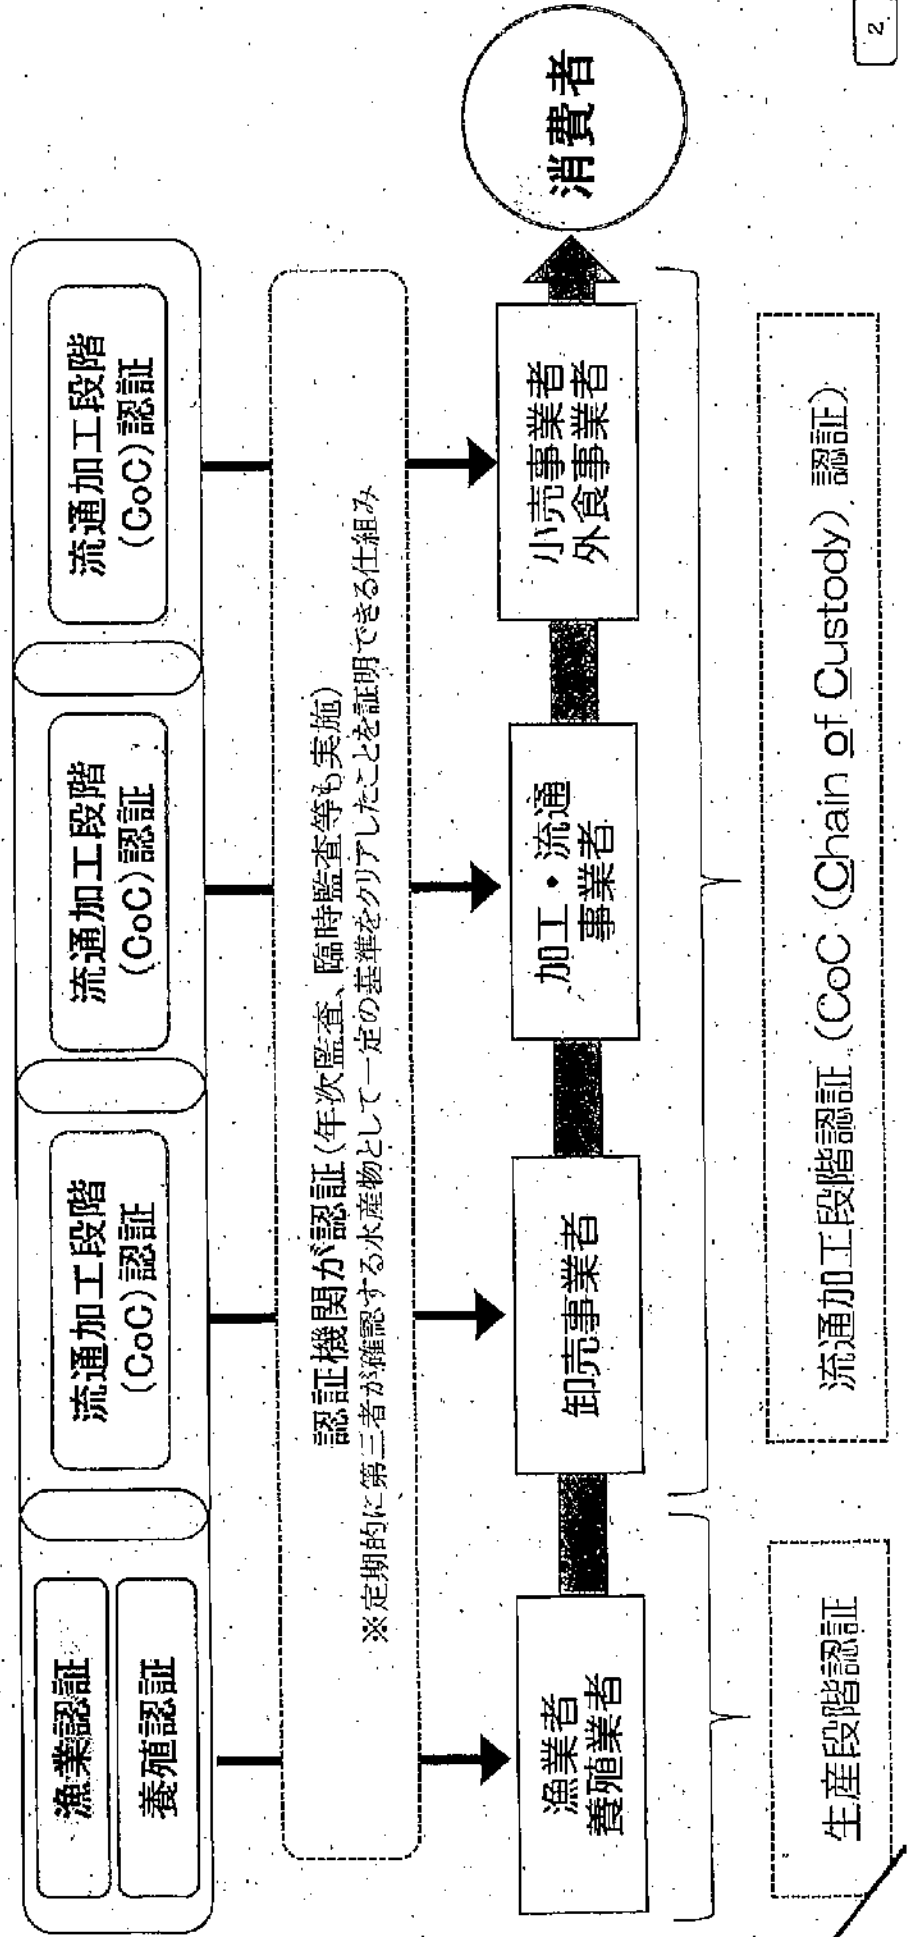 漁業認証
養殖認証
流通加工段階
(CoC)認証
流通加工段階
(CoC)認証
流通加工段階
(CoC)認証
認証機関が認証(年次監査、臨時監査等も実施)
※定期的に第三者が確認する水産物として一定の基準をクリアしたことを証明できる仕組み
漁業者
養殖業者
卸売事業者
加工・流通
事業者
小売事業者
外食事業者
消費者
生産段階認証
流通加工段階認証 (CoC (Chain of Custody) 認証)
2